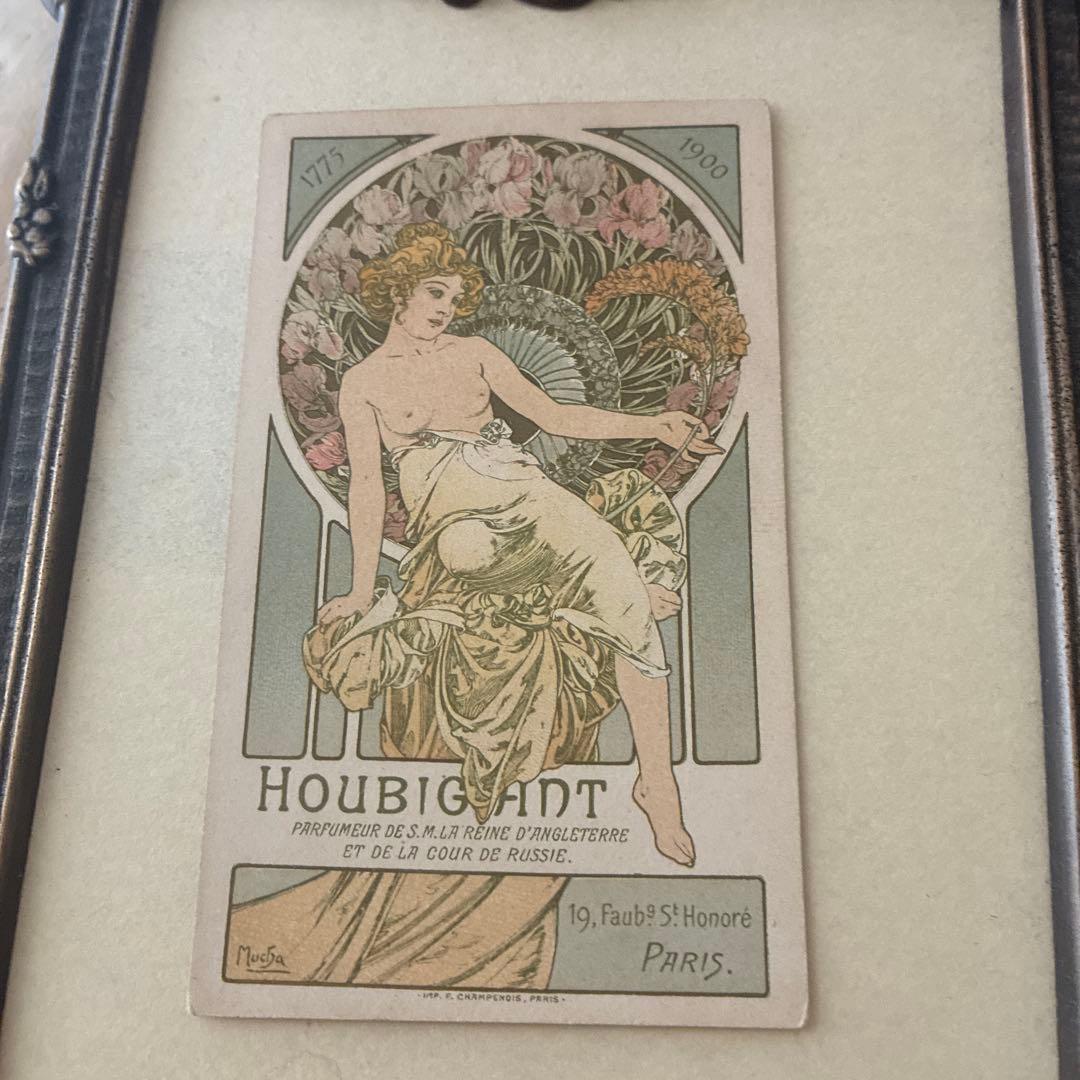 1775
1900
HOUBIGANT
PARFUMEUR DE S.M. LA REINE D'ANGLETERRE
ET DE LA COUR DE RUSSIE.
19, Faubg St Honoré
PARIS.
Mucha
- IMP. F. CHAMPENOIS, PARIS -